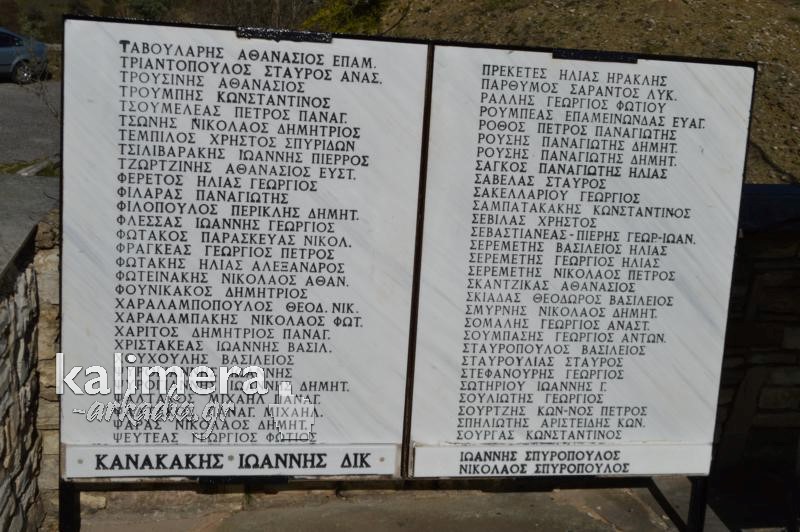 ΤΑΒΟΥΛΑΡΗΣ ΑΘΑΝΑΣΙΟΣ ΕΠΑΜ.
ΤΡΙΑΝΤΟΠΟΥΛΟΣ ΣΤΑΥΡΟΣ ΑΝΑΣ.
ΤΡΟΥΣΙΝΗΣ ΑΘΑΝΑΣΙΟΣ
ΤΡΟΥΜΠΗΣ ΚΩΝΣΤΑΝΤΙΝΟΣ
ΤΣΟΥΜΕΛΕΑΣ ΠΕΤΡΟΣ ΠΑΝΑΓ.
ΤΣΩΝΗΣ ΝΙΚΟΛΑΟΣ ΔΗΜΗΤΡΙΟΣ
ΤΕΜΠΙΛΟΣ ΧΡΗΣΤΟΣ ΣΠΥΡΙΔΩΝ
ΤΣΙΛΙΒΑΡΑΚΗΣ ΙΩΑΝΝΗΣ ΠΙΕΡΡΟΣ
ΤΖΩΡΤΖΙΝΗΣ ΑΘΑΝΑΣΙΟΣ ΕΥΣΤ.
ΦΕΡΕΤΟΣ ΗΛΙΑΣ ΓΕΩΡΓΙΟΣ
ΦΙΛΑΡΑΣ ΠΑΝΑΓΙΩΤΗΣ
ΦΙΛΟΠΟΥΛΟΣ ΠΕΡΙΚΛΗΣ ΔΗΜΗΤ.
ΦΛΕΣΣΑΣ ΙΩΑΝΝΗΣ ΓΕΩΡΓΙΟΣ
ΦΩΤΑΚΟΣ ΠΑΡΑΣΚΕΥΑΣ ΝΙΚΟΛ.
ΦΡΑΓΚΕΑΣ ΓΕΩΡΓΙΟΣ ΠΕΤΡΟΣ
ΦΩΤΑΚΗΣ ΗΛΙΑΣ ΑΛΕΞΑΝΔΡΟΣ
ΦΩΤΕΙΝΑΚΗΣ ΝΙΚΟΛΑΟΣ ΑΘΑΝ.
ΦΟΥΝΙΚΑΚΟΣ ΔΗΜΗΤΡΙΟΣ
ΧΑΡΑΛΑΜΠΟΠΟΥΛΟΣ ΘΕΟΔ. ΝΙΚ.
ΧΑΡΑΛΑΜΠΑΚΗΣ ΝΙΚΟΛΑΟΣ ΦΩΤ.
ΧΑΡΙΤΟΣ ΔΗΜΗΤΡΙΟΣ ΠΑΝΑΓ.
ΧΡΙΣΤΑΚΕΑΣ ΙΩΑΝΝΗΣ ΒΑΣΙΛ.
ΒΑΣΙΛΕΙΟΣ
ΔΗΜΗΤ.
ΜΙΧΑΗΛ ΠΑΝΑΓ.
ΠΑΝΑΓ. ΜΙΧΑΗΛ.
ΨΑΡΑΣ ΝΙΚΟΛΑΟΣ ΔΗΜΗΤ.
ΨΕΥΤΕΑΣ ΓΕΩΡΓΙΟΣ ΦΩΤΙΟΣ
ΚΑΝΑΚΑΚΗΣ ΙΩΑΝΝΗΣ ΔΙΚ
ΠΡΕΚΕΤΕΣ ΗΛΙΑΣ ΗΡΑΚΛΗΣ
ΠΑΡΘΥΜΟΣ ΣΑΡΑΝΤΟΣ ΛΥΚ.
ΡΑΛΛΗΣ ΓΕΩΡΓΙΟΣ ΦΩΤΙΟΥ
ΡΟΥΜΠΕΑΣ ΕΠΑΜΕΙΝΩΝΔΑΣ ΕΥΑΓ.
ΡΟΘΟΣ ΠΕΤΡΟΣ ΠΑΝΑΓΙΩΤΗΣ
ΡΟΥΣΗΣ ΠΑΝΑΓΙΩΤΗΣ ΔΗΜΗΤ.
ΡΟΥΣΗΣ ΠΑΝΑΓΙΩΤΗΣ ΔΗΜΗΤ.
ΣΑΓΚΟΣ ΠΑΝΑΓΙΩΤΗΣ ΗΛΙΑΣ
ΣΑΒΕΛΑΣ ΣΤΑΥΡΟΣ
ΣΑΚΕΛΛΑΡΙΟΥ ΓΕΩΡΓΙΟΣ
ΣΑΜΠΑΤΑΚΑΚΗΣ ΚΩΝΣΤΑΝΤΙΝΟΣ
ΣΕΒΙΛΑΣ ΧΡΗΣΤΟΣ
ΣΕΒΑΣΤΙΑΝΕΑΣ-ΠΙΕΡΗΣ ΓΕΩΡ-ΙΩΑΝ.
ΣΕΡΕΜΕΤΗΣ ΒΑΣΙΛΕΙΟΣ ΗΛΙΑΣ
ΣΕΡΕΜΕΤΗΣ ΓΕΩΡΓΙΟΣ ΗΛΙΑΣ
ΣΕΡΕΜΕΤΗΣ ΝΙΚΟΛΑΟΣ ΠΕΤΡΟΣ
ΣΚΑΝΤΖΙΚΑΣ ΑΘΑΝΑΣΙΟΣ
ΣΚΙΑΔΑΣ ΘΕΟΔΩΡΟΣ ΒΑΣΙΛΕΙΟΣ
ΣΜΥΡΝΗΣ ΝΙΚΟΛΑΟΣ ΔΗΜΗΤ.
ΣΟΜΑΛΗΣ ΓΕΩΡΓΙΟΣ ΑΝΑΣΤ.
ΣΟΥΜΠΑΣΗΣ ΓΕΩΡΓΙΟΣ ΑΝΤΩΝ.
ΣΤΑΥΡΟΠΟΥΛΟΣ ΒΑΣΙΛΕΙΟΣ
ΣΤΑΥΡΟΥΛΙΑΣ ΣΤΑΥΡΟΣ
ΣΤΕΦΑΝΟΥΡΗΣ ΓΕΩΡΓΙΟΣ
ΣΩΤΗΡΙΟΥ ΙΩΑΝΝΗΣ Γ.
ΣΟΥΛΙΩΤΗΣ ΓΕΩΡΓΙΟΣ
ΣΟΥΡΤΖΗΣ ΚΩΝ-ΝΟΣ ΠΕΤΡΟΣ
ΣΠΗΛΙΩΤΗΣ ΑΡΙΣΤΕΙΔΗΣ ΚΩΝ.
ΣΟΥΡΓΑΣ ΚΩΝΣΤΑΝΤΙΝΟΣ
ΙΩΑΝΝΗΣ ΣΠΥΡΟΠΟΥΛΟΣ
ΝΙΚΟΛΑΟΣ ΣΠΥΡΟΠΟΥΛΟΣ
kalimera
-arkadia.gr